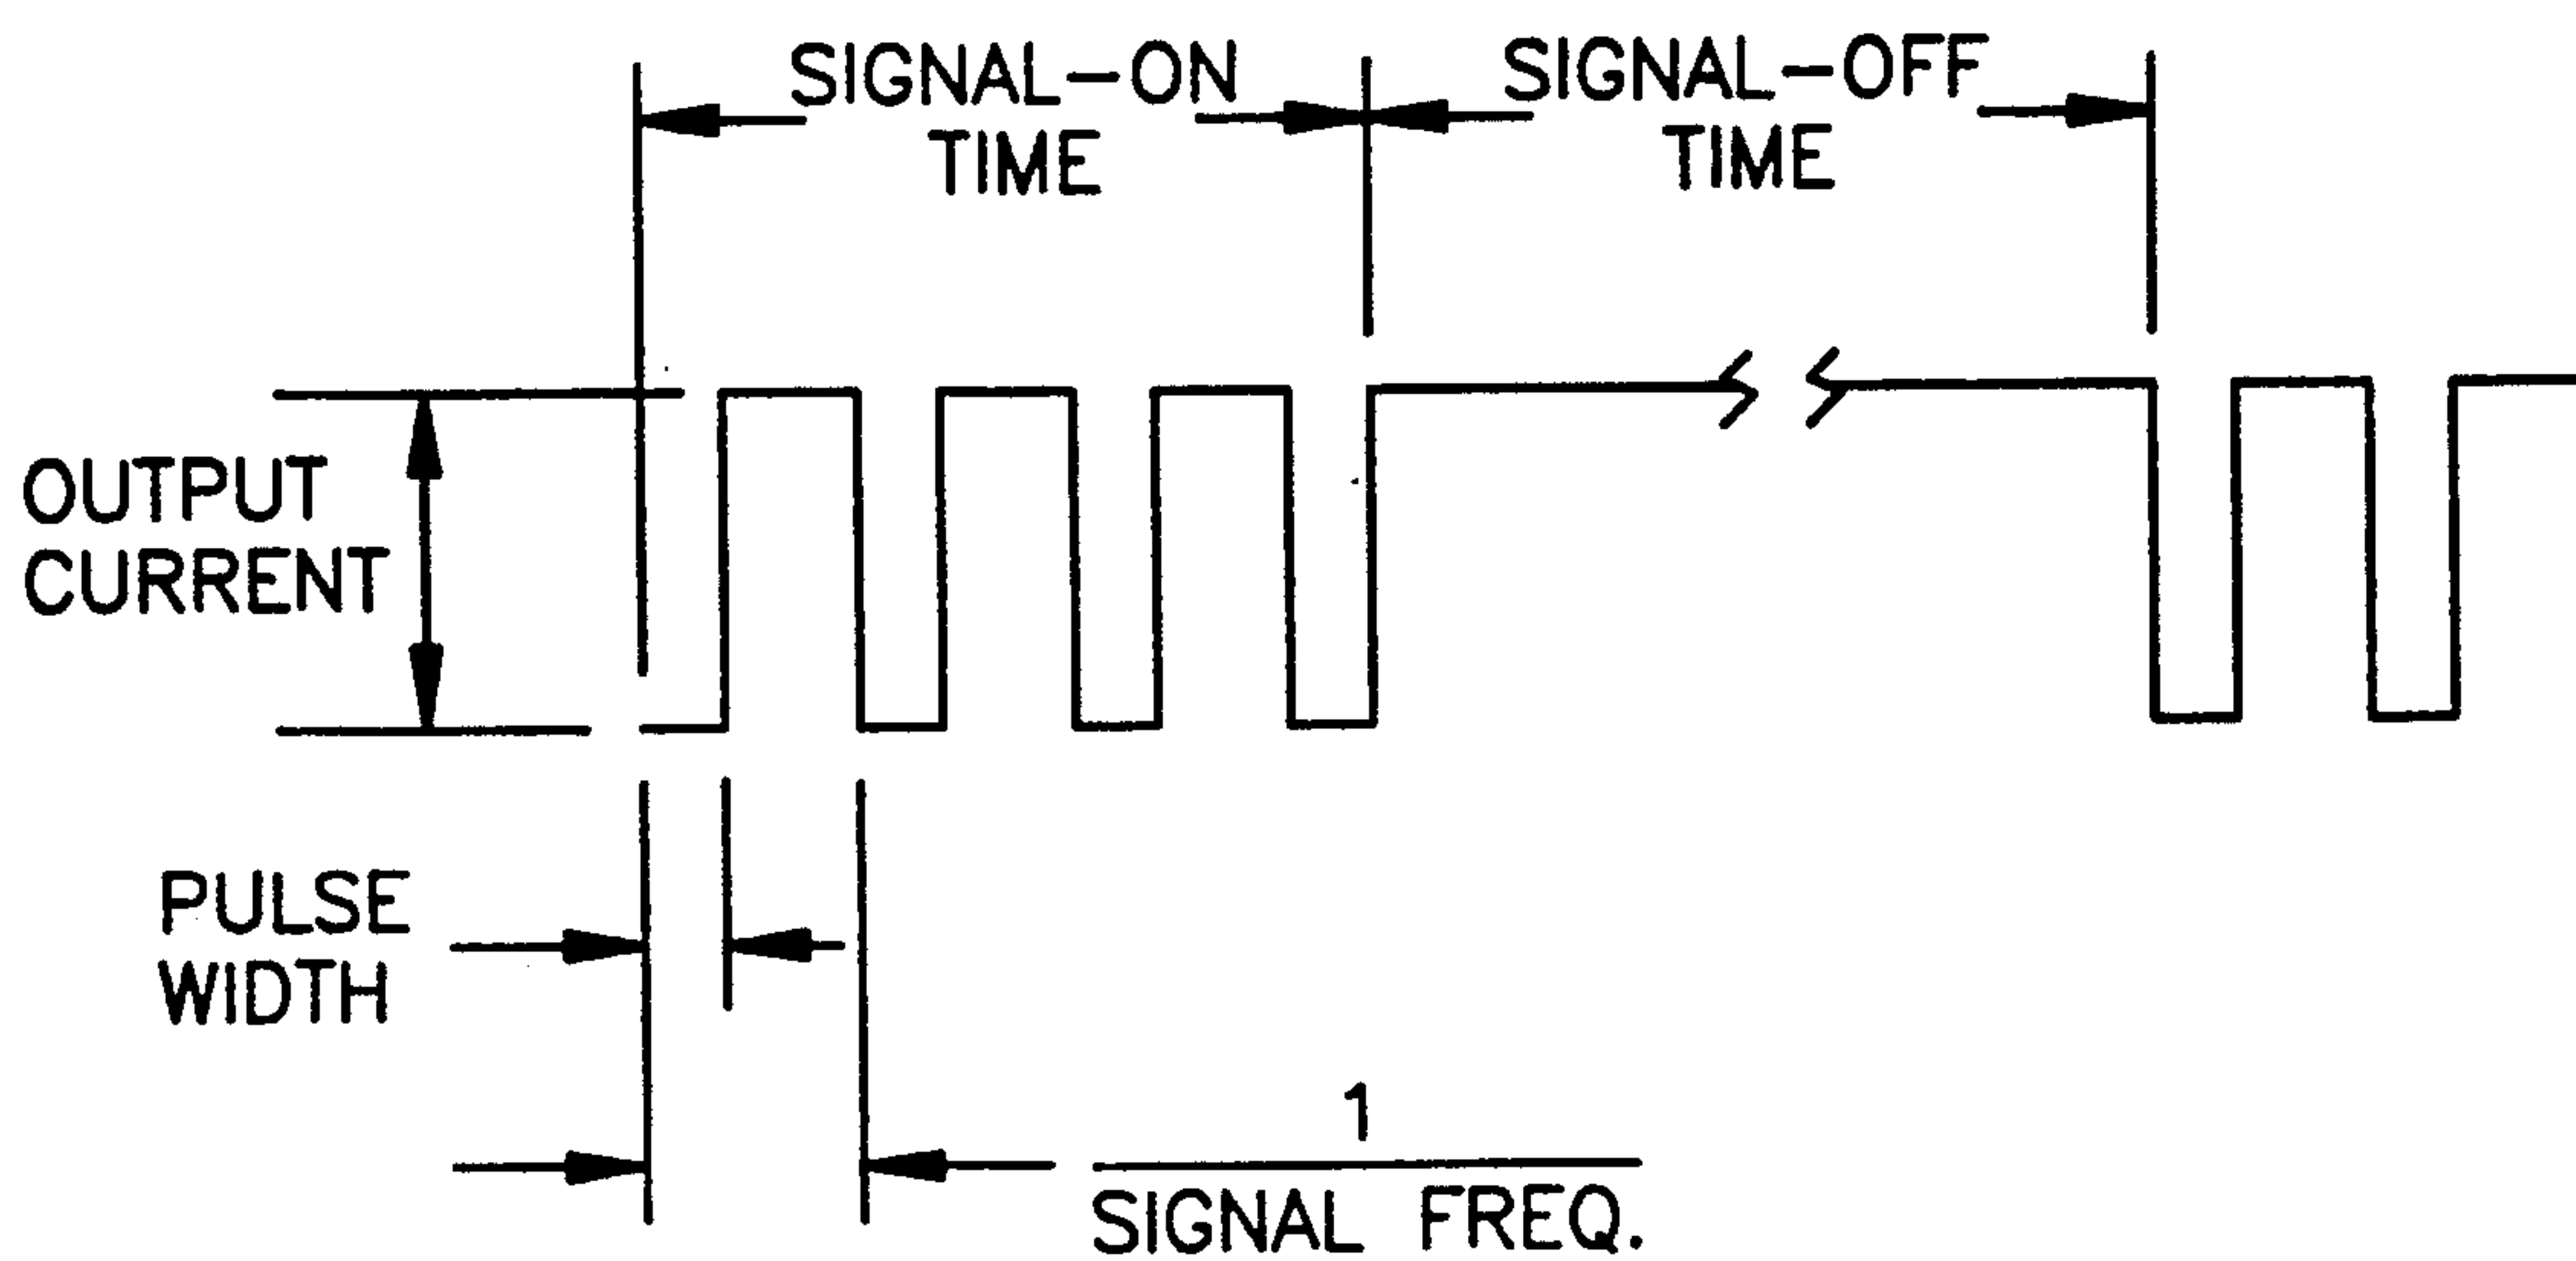 SIGNAL-ON
TIME
SIGNAL-OFF
TIME
OUTPUT
CURRENT
PULSE
WIDTH
1
SIGNAL FREQ.